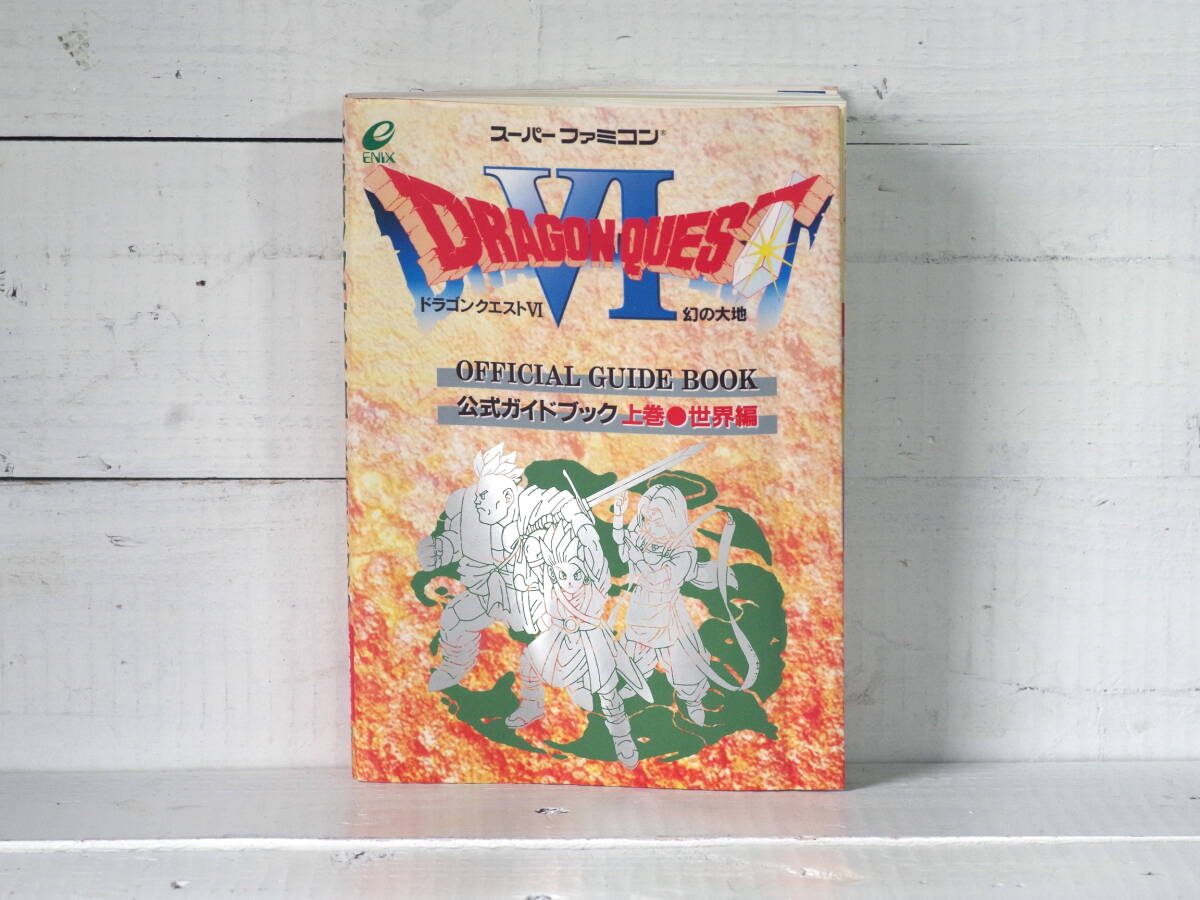 ENIX
スーパーファミコン®
VI
DRAGON QUEST
ドラゴンクエストVI 幻の大地
OFFICIAL GUIDE BOOK
公式ガイドブック 上巻●世界編